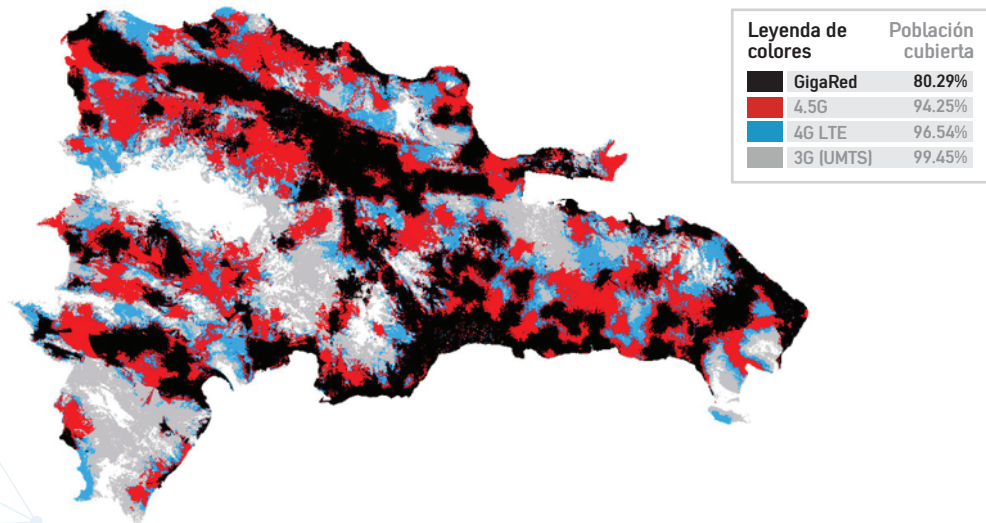 Leyenda de colores Población cubierta
GigaRed 80.29%
4.5G 94.25%
4G LTE 96.54%
3G (UMTS) 99.45%